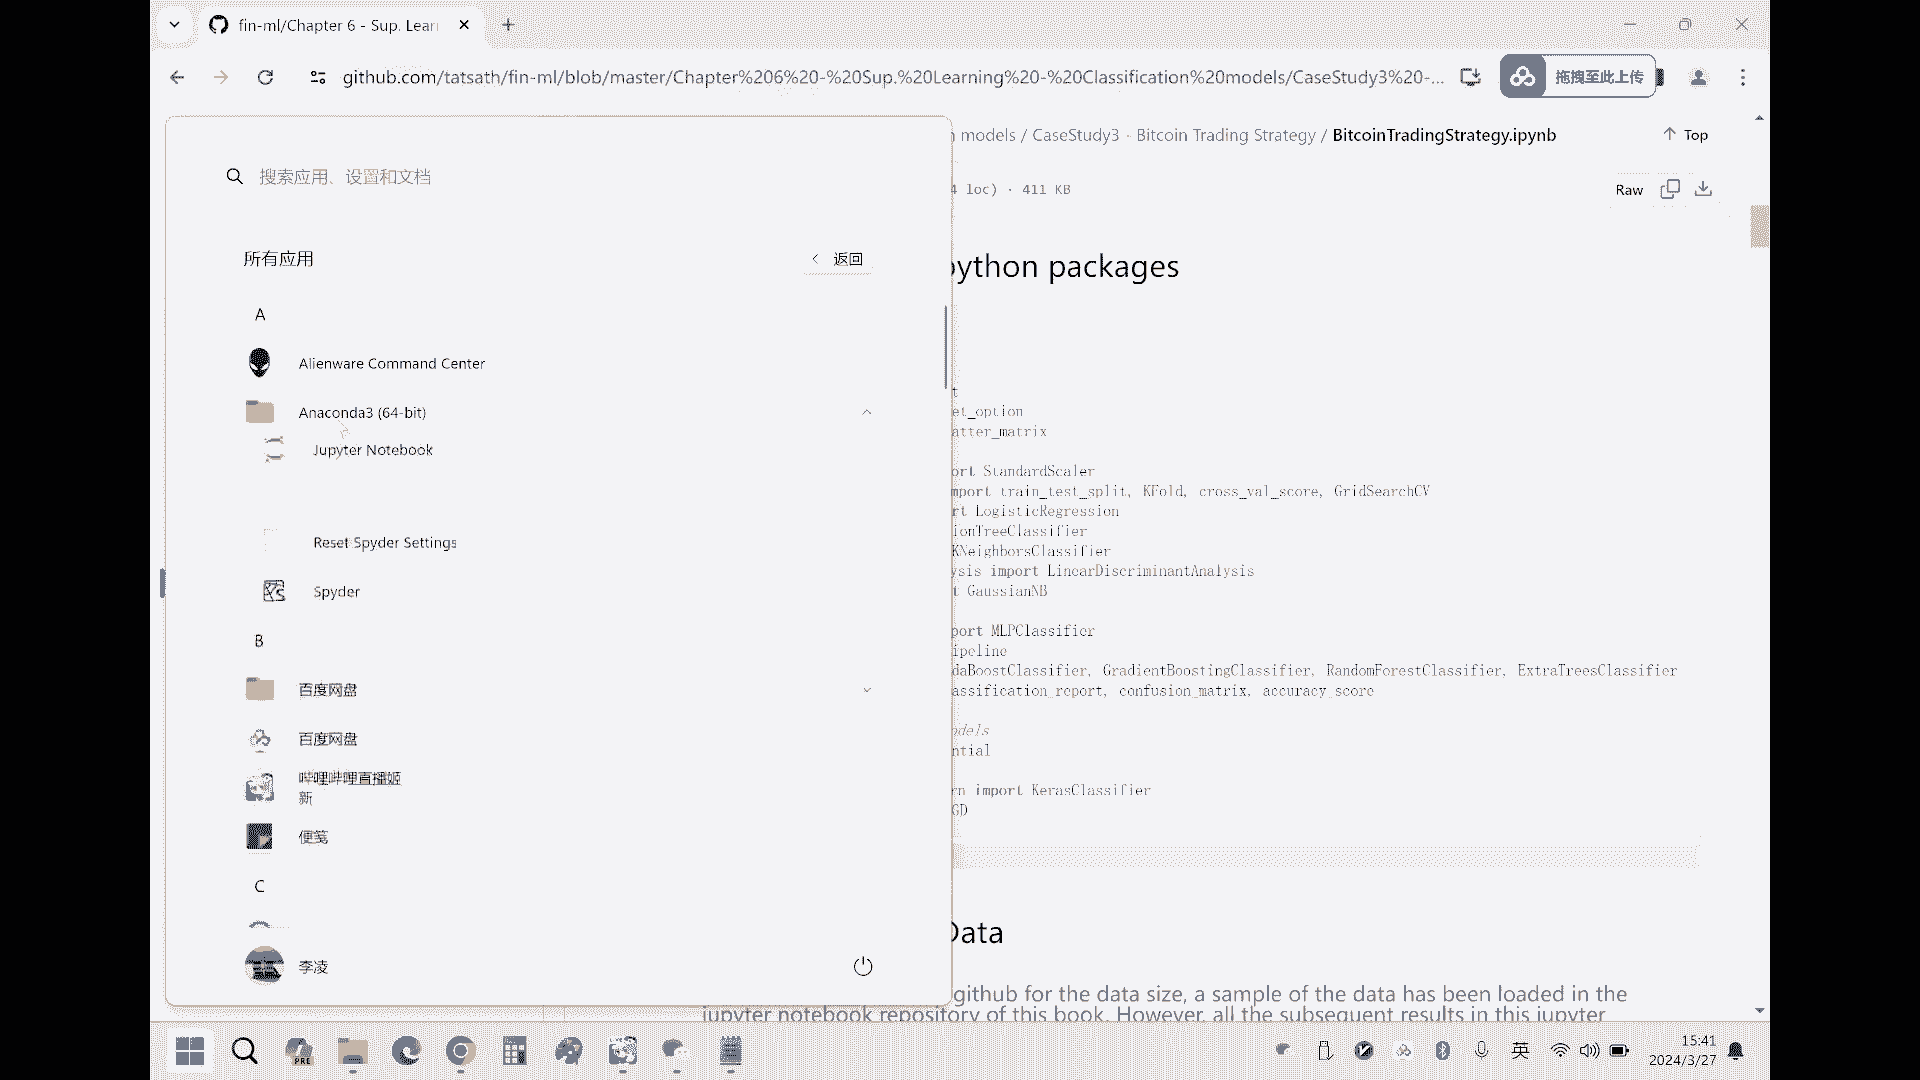 fin-ml/Chapter 6 - Sup. Lear
github.com/tatsath/fin-ml/blob/master/Chapter%206%20-%20Sup.%20Learning%20-%20Classification%20models/CaseStudy3%20-...
拖拽至此上传
models / CaseStudy3 - Bitcoin Trading Strategy / BitcoinTradingStrategy.ipynb
Top
搜索应用、设置和文档
4 loc) · 411 KB
Raw
所有应用
返回
python packages
A
Alienware Command Center
Anaconda3 (64-bit)
Jupyter Notebook
Reset Spyder Settings
Spyder
B
百度网盘
百度网盘
哔哩哔哩直播姬
新
便笺
C
李凌
t
et_option
atter_matrix
ort StandardScaler
mport train_test_split, KFold, cross_val_score, GridSearchCV
rt LogisticRegression
ionTreeClassifier
KNeighborsClassifier
ysis import LinearDiscriminantAnalysis
t GaussianNB
port MLPClassifier
ipeline
daBoostClassifier, GradientBoostingClassifier, RandomForestClassifier, ExtraTreesClassifier
assification_report, confusion_matrix, accuracy_score
odels
ntial
rn import KerasClassifier
GD
Data
github for the data size, a sample of the data has been loaded in the
jupyter notebook repository of this book. However, all the subsequent results in this jupyter
PRE
英
15:41
2024/3/27